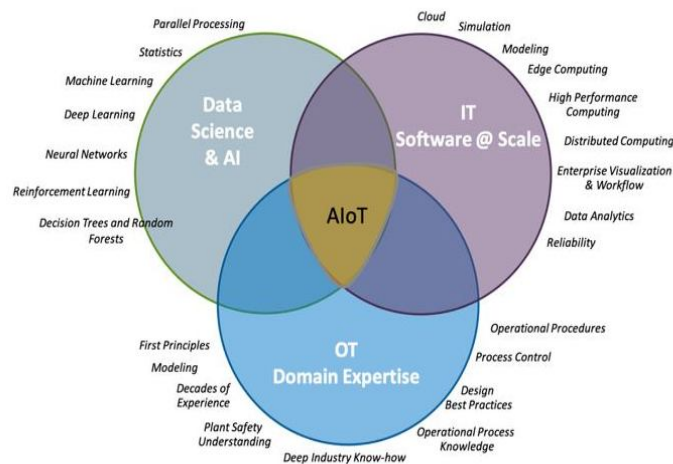 Parallel Processing
Statistics
Machine Learning
Deep Learning
Neural Networks
Reinforcement Learning
Decision Trees and Random
Forests
Data
Science
& AI
Cloud
Simulation
Modeling
Edge Computing
High Performance
Computing
Distributed Computing
Enterprise Visualization
& Workflow
Data Analytics
Reliability
IT
Software @ Scale
AIoT
First Principles
Modeling
Decades of
Experience
Plant Safety
Understanding
Deep Industry Know-how
OT
Domain Expertise
Operational Procedures
Process Control
Design
Best Practices
Operational Process
Knowledge